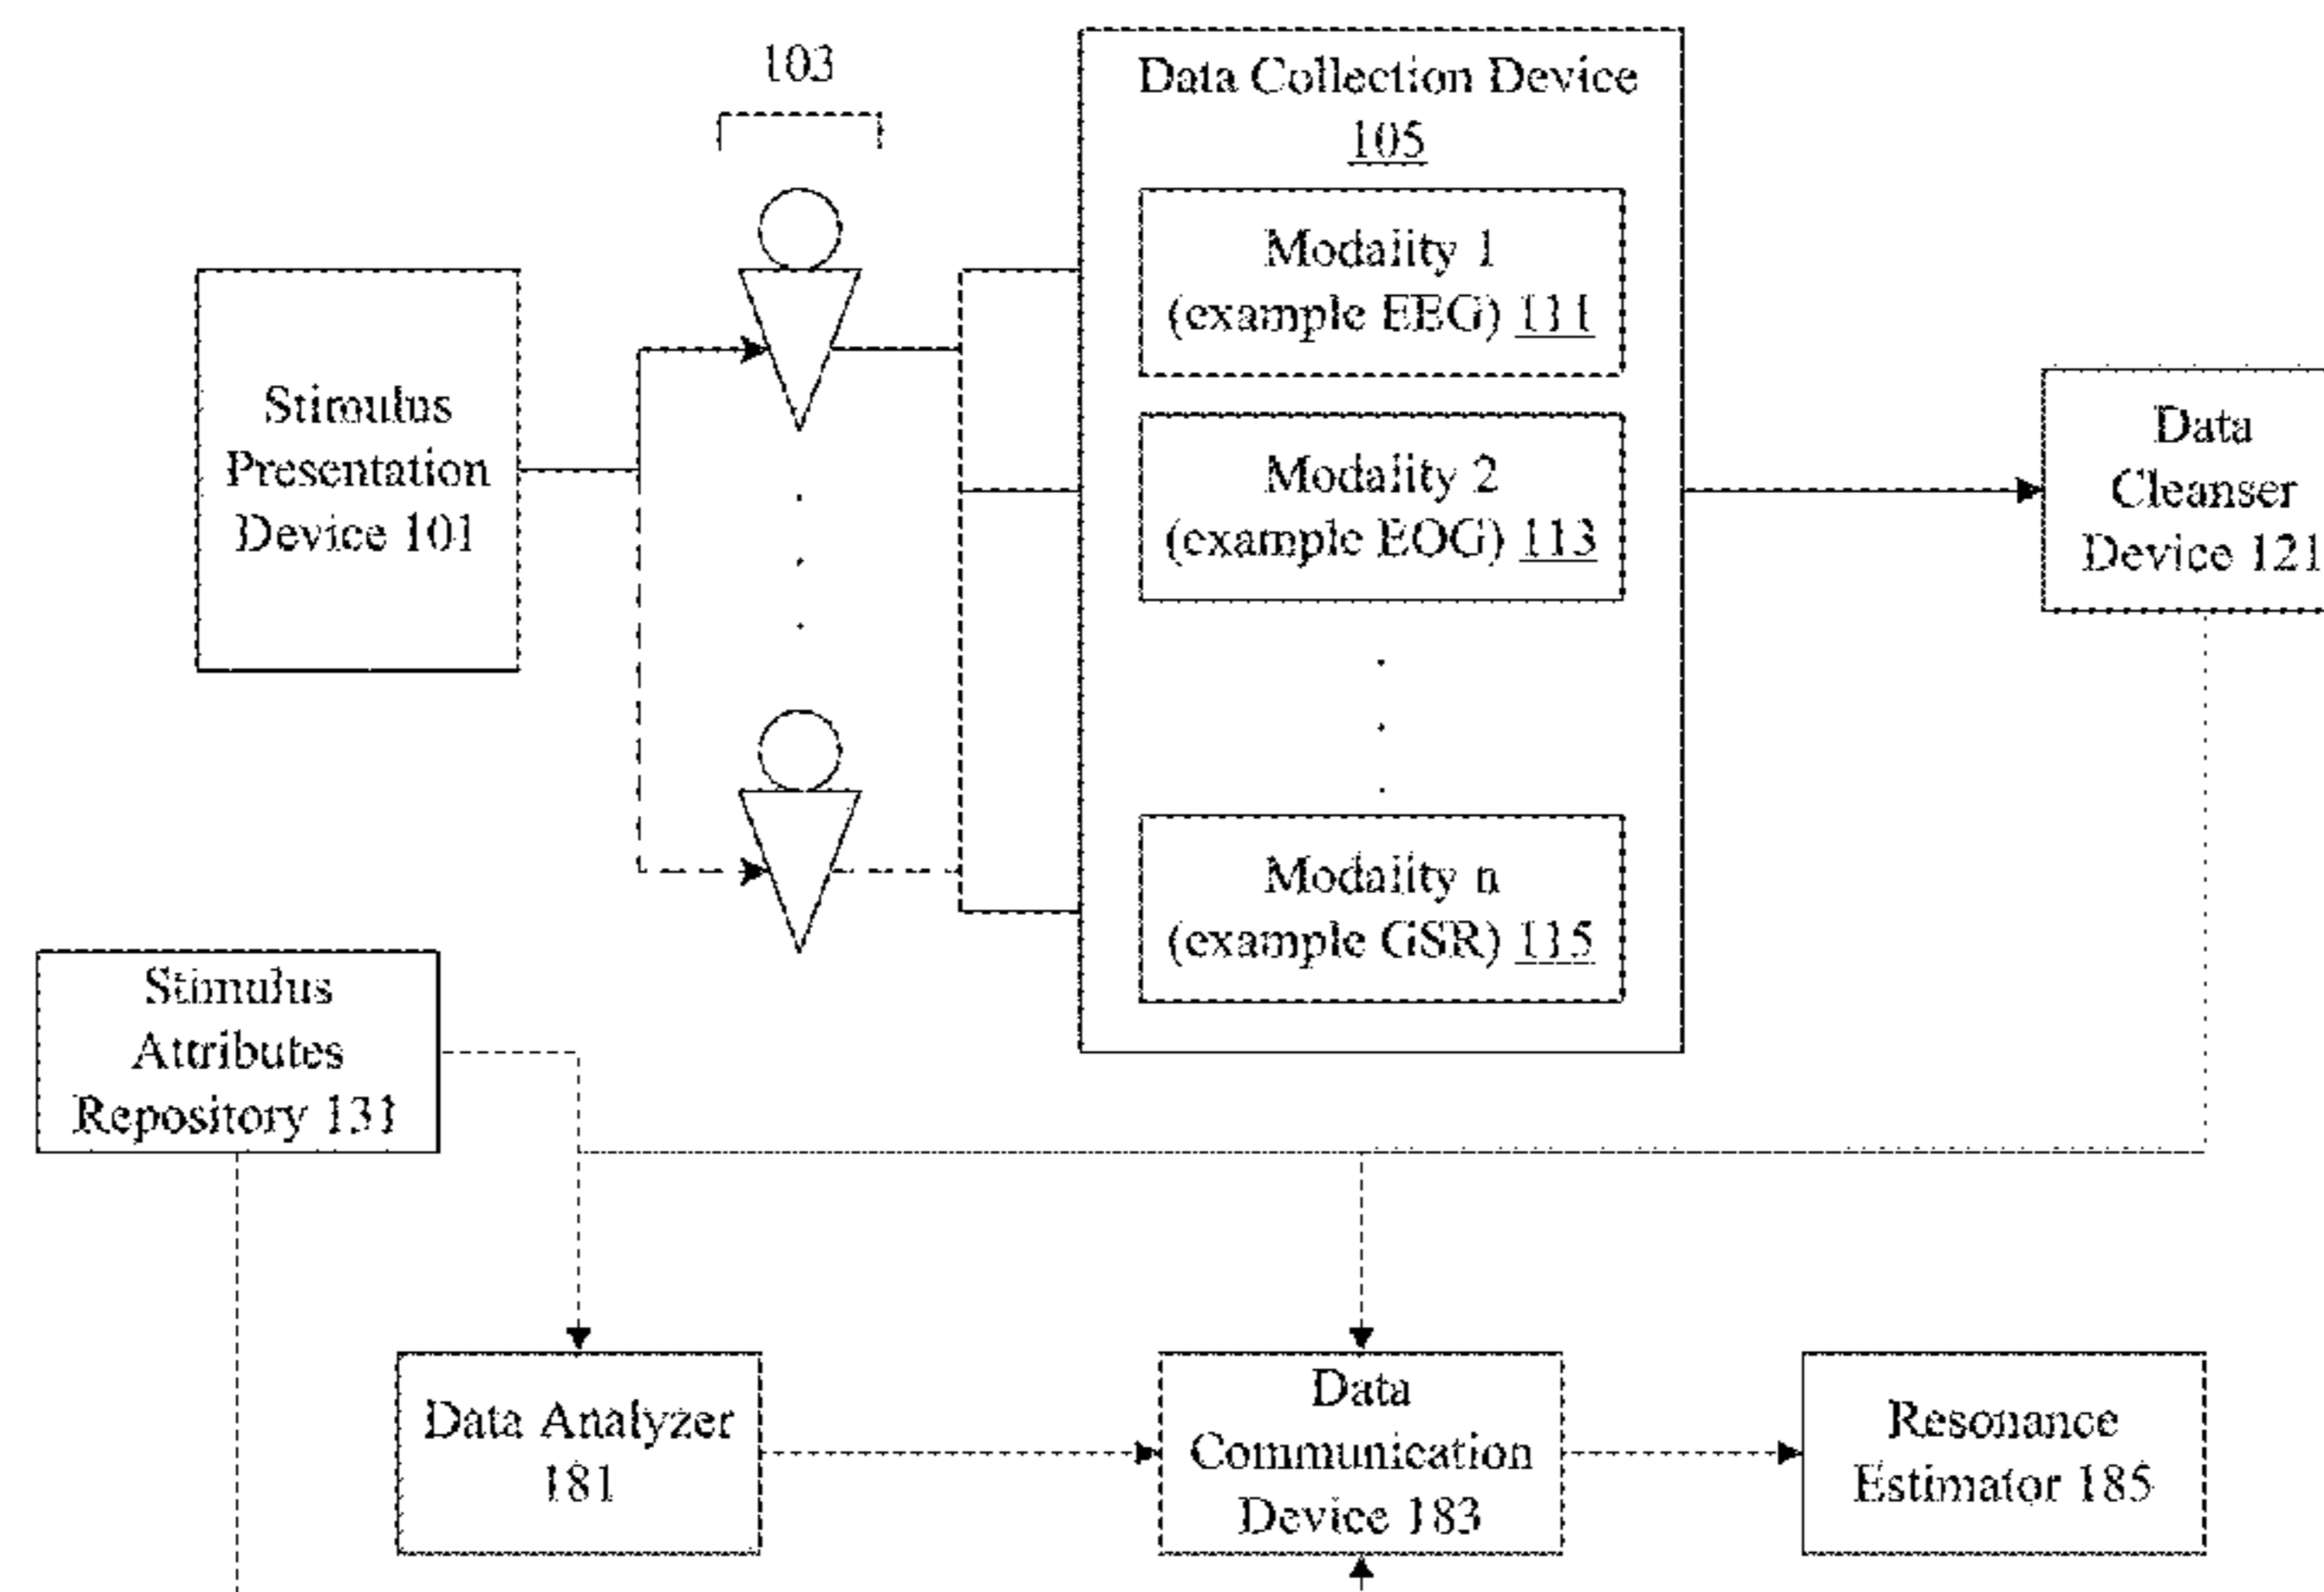 103
Data Collection Device
105
Modality 1
(example EEG) 111
Stimulus
Presentation
Device 101
Modality 2
(example EOG) 113
Data
Cleanser
Device 121
Modality n
(example GSR) 115
Stimulus
Attributes
Repository 131
Data Analyzer
181
Data
Communication
Device 183
Resonance
Estimator 185